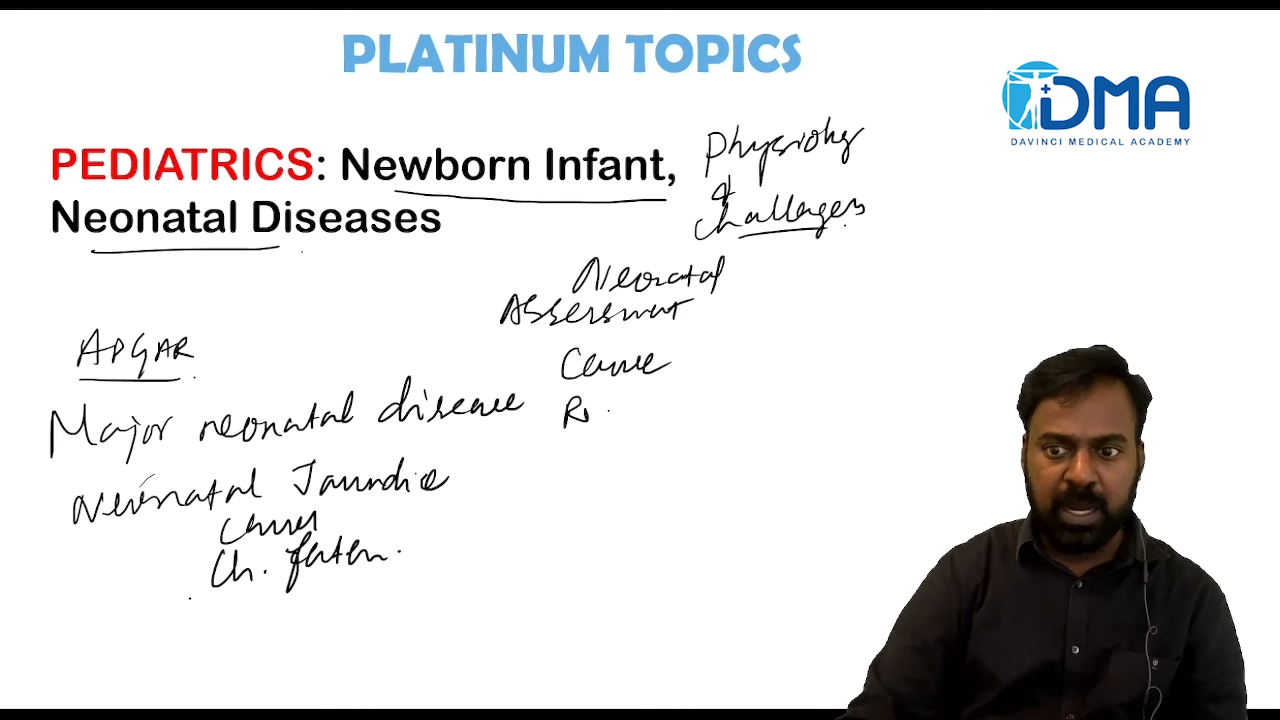 PLATINUM TOPICS
DMA
DAVINCI MEDICAL ACADEMY
PEDIATRICS: Newborn Infant,
Neonatal Diseases
Physiology
&
Challenges
Neonatal
Assessment
APGAR
Cause
Major neonatal disease
Neonatal Jaundice
Causes
Ch.